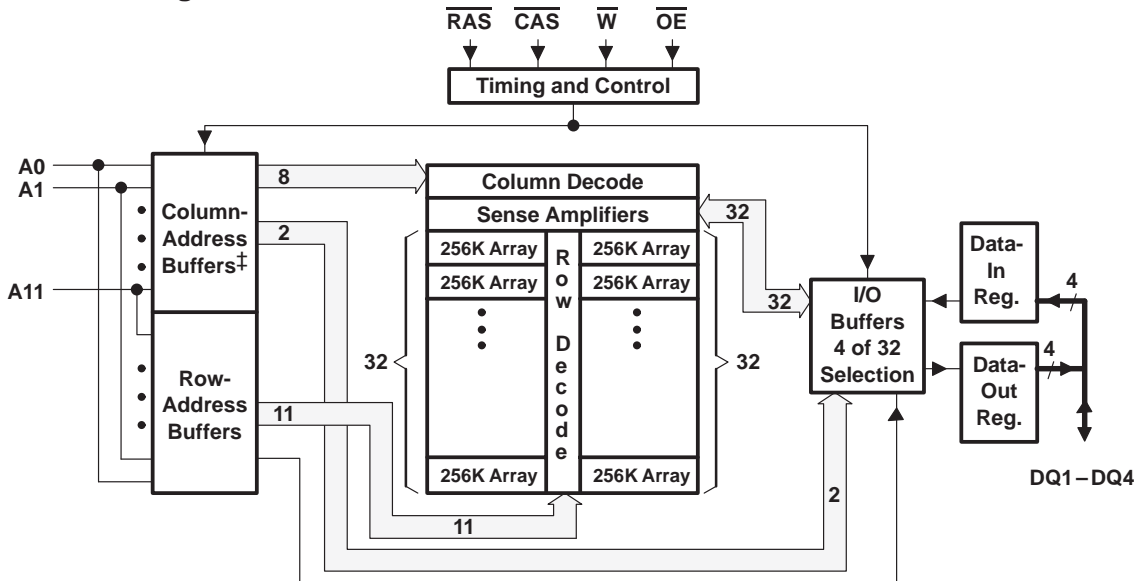 RAS CAS W OE
Timing and Control
A0
A1
A11
Column-
Address
Buffers‡
Row-
Address
Buffers
8
2
11
11
Column Decode
Sense Amplifiers
256K Array
256K Array
256K Array
256K Array
256K Array
256K Array
Row Decode
32
32
32
32
2
I/O
Buffers
4 of 32
Selection
Data-
In
Reg.
Data-
Out
Reg.
4
4
DQ1–DQ4